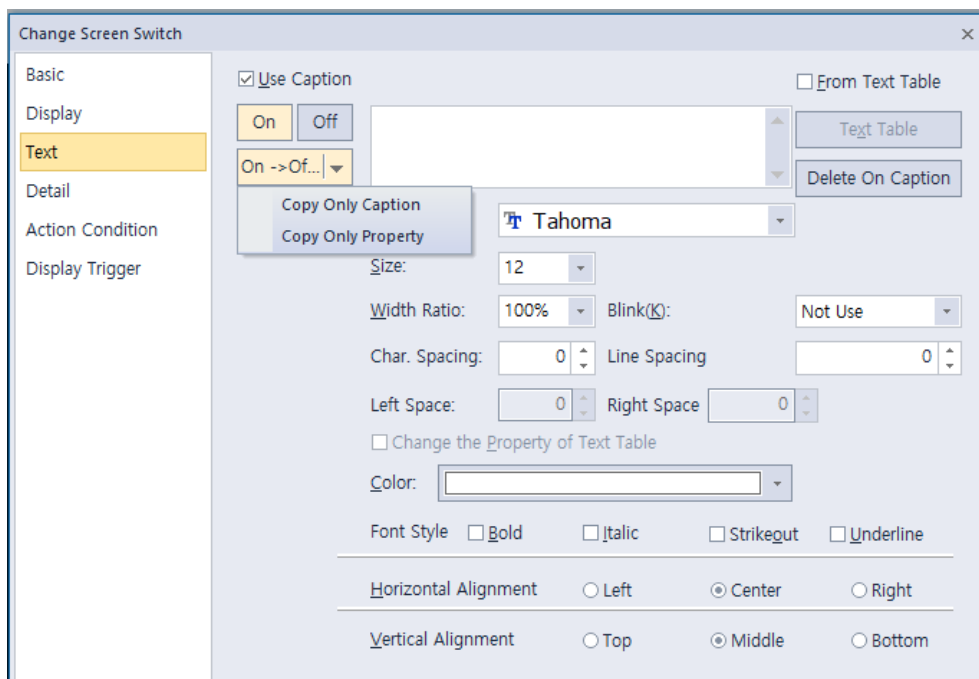 Change Screen Switch
Basic
Display
Text
Detail
Action Condition
Display Trigger
Use Caption
From Text Table
On Off
Text Table
On ->Of...
Delete On Caption
Copy Only Caption
Copy Only Property
Tahoma
Size: 12
Width Ratio: 100% Blink(K): Not Use
Char. Spacing: 0 Line Spacing 0
Left Space: 0 Right Space 0
Change the Property of Text Table
Color:
Font Style Bold Italic Strikeout Underline
Horizontal Alignment Left Center Right
Vertical Alignment Top Middle Bottom